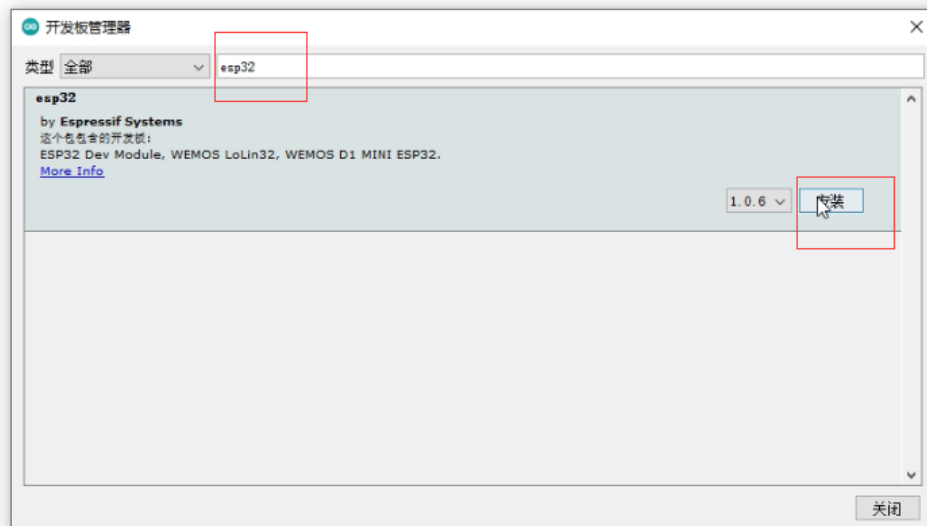 开发板管理器
类型 全部 esp32
esp32
by Espressif Systems
这个包包含的开发板:
ESP32 Dev Module, WEMOS LoLin32, WEMOS D1 MINI ESP32.
More Info
1.0.6 安装
关闭